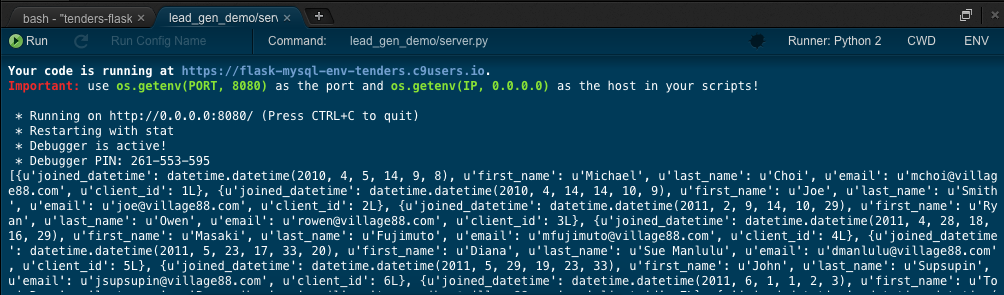 bash - "tenders-flask
lead_gen_demo/serv
Run
Run Config Name
Command:
lead_gen_demo/server.py
Runner: Python 2
CWD
ENV
Your code is running at https://flask-mysql-env-tenders.c9users.io.
Important: use os.getenv(PORT, 8080) as the port and os.getenv(IP, 0.0.0.0) as the host in your scripts!
* Running on http://0.0.0.0:8080/ (Press CTRL+C to quit)
* Restarting with stat
* Debugger is active!
* Debugger PIN: 261-553-595
[{u'joined_datetime': datetime.datetime(2010, 4, 5, 14, 9, 8), u'first_name': u'Michael', u'last_name': u'Choi', u'email': u'mchoi@villag
e88.com', u'client_id': 1L}, {u'joined_datetime': datetime.datetime(2010, 4, 14, 14, 10, 9), u'first_name': u'Joe', u'last_name': u'Smith
', u'email': u'joe@village88.com', u'client_id': 2L}, {u'joined_datetime': datetime.datetime(2011, 2, 9, 14, 10, 29), u'first_name': u'Ry
an', u'last_name': u'Owen', u'email': u'rowen@village88.com', u'client_id': 3L}, {u'joined_datetime': datetime.datetime(2011, 4, 28, 18,
16, 29), u'first_name': u'Masaki', u'last_name': u'Fujimuto', u'email': u'mfujimuto@village88.com', u'client_id': 4L}, {u'joined_datetime
': datetime.datetime(2011, 5, 23, 17, 33, 20), u'first_name': u'Diana', u'last_name': u'Sue Manlulu', u'email': u'dmanlulu@village88.com'
, u'client_id': 5L}, {u'joined_datetime': datetime.datetime(2011, 5, 29, 19, 23, 33), u'first_name': u'John', u'last_name': u'Supsupin',
u'email': u'jsupsupin@village88.com', u'client_id': 6L}, {u'joined_datetime': datetime.datetime(2011, 6, 1, 1, 2, 3), u'first_name': u'To